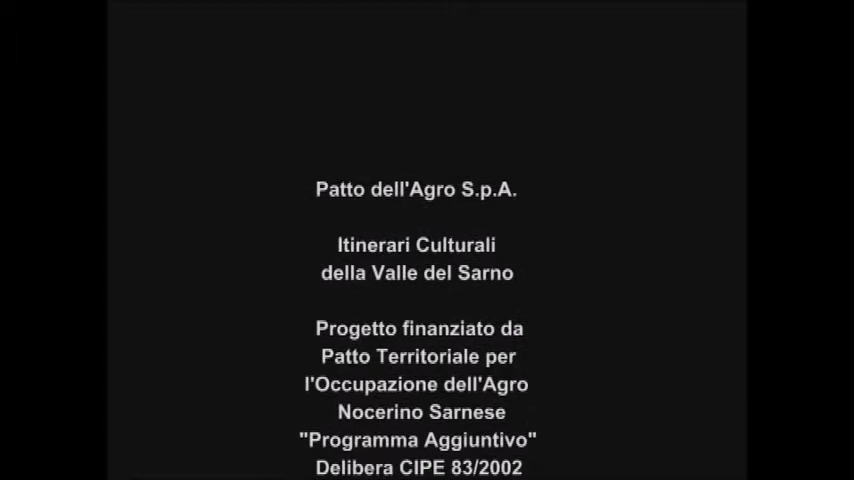 Patto dell'Agro S.p.A.
Itinerari Culturali
della Valle del Sarno
Progetto finanziato da
Patto Territoriale per
l'Occupazione dell'Agro
Nocerino Sarnese
"Programma Aggiuntivo"
Delibera CIPE 83/2002